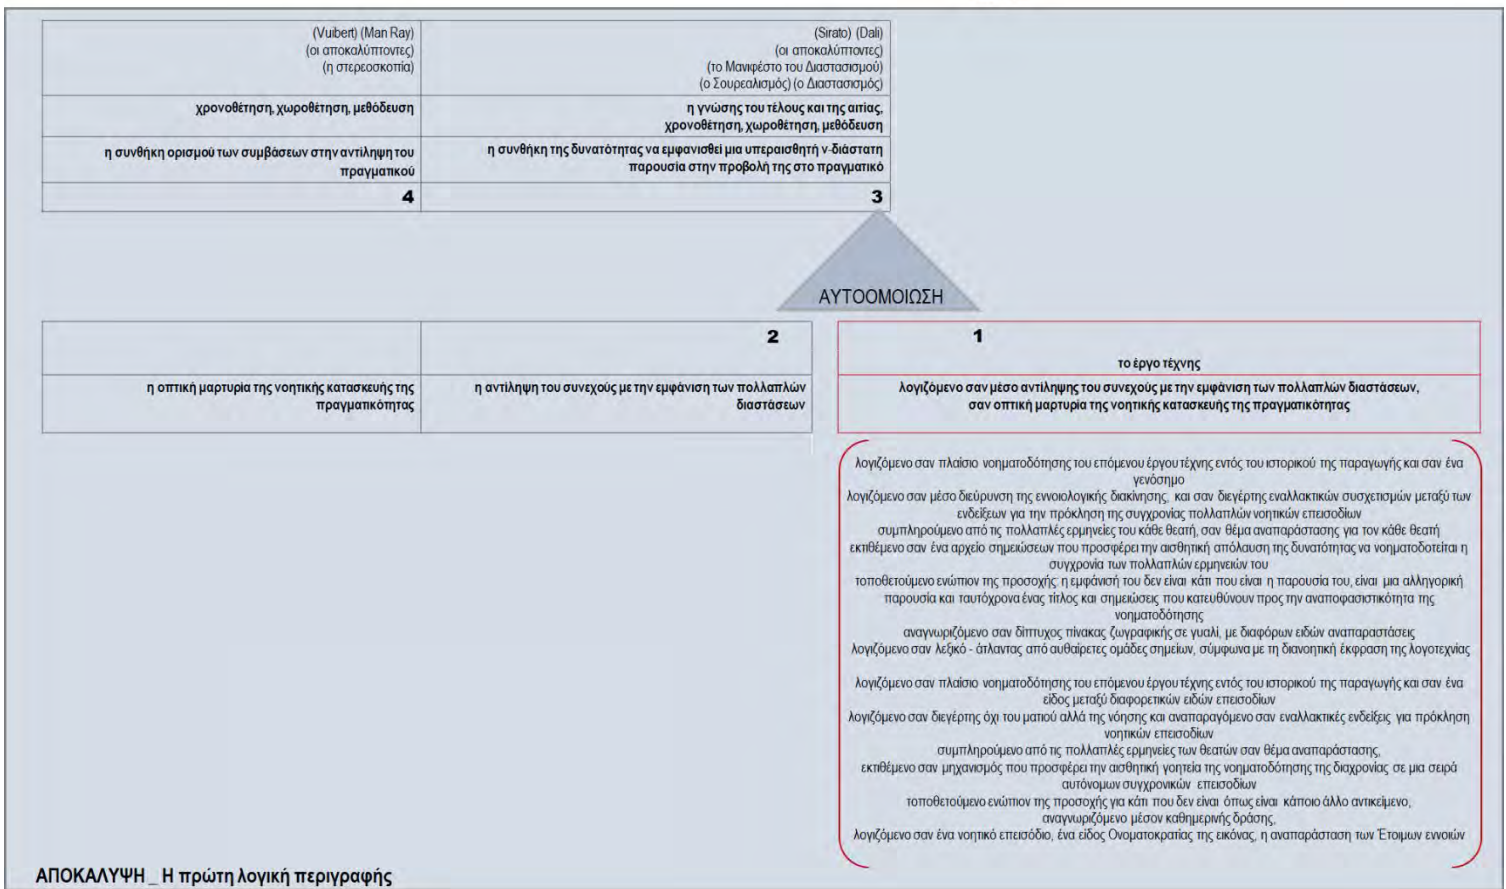 (Vuibert) (Man Ray)
(οι αποκαλύπτοντες)
(η στερεοσκοπία)
(Sirato) (Dali)
(οι αποκαλύπτοντες)
(το Μανιφέστο του Διαστασισμού)
(ο Σουρεαλισμός) (ο Διαστασισμός)
χρονοθέτηση, χωροθέτηση, μεθόδευση
η γνώσης του τέλους και της αιτίας,
χρονοθέτηση, χωροθέτηση, μεθόδευση
η συνθήκη ορισμού των συμβάσεων στην αντίληψη του
πραγματικού
η συνθήκη της δυνατότητας να εμφανισθεί μια υπεραισθητή ν-διάστατη
παρουσία στην προβολή της στο πραγματικό
4
3
ΑΥΤΟΟΜΟΙΩΣΗ
2
1
το έργο τέχνης
η οπτική μαρτυρία της νοητικής κατασκευής της
πραγματικότητας
η αντίληψη του συνεχούς με την εμφάνιση των πολλαπλών
διαστάσεων
λογιζόμενο σαν μέσο αντίληψης του συνεχούς με την εμφάνιση των πολλαπλών διαστάσεων,
σαν οπτική μαρτυρία της νοητικής κατασκευής της πραγματικότητας
λογιζόμενο σαν πλαίσιο νοηματοδότησης του επόμενου έργου τέχνης εντός του ιστορικού της παραγωγής και σαν ένα
γενόσημο
λογιζόμενο σαν μέσο διεύρυνση της εννοιολογικής διακίνησης, και σαν διεγέρτης εναλλακτικών συσχετισμών μεταξύ των
ενδείξεων για την πρόκληση της συγχρονίας πολλαπλών νοητικών επεισοδίων
συμπληρούμενο από τις πολλαπλές ερμηνείες του κάθε θεατή, σαν θέμα αναπαράστασης για τον κάθε θεατή
εκτιθέμενο σαν ένα αρχείο σημειώσεων που προσφέρει την αισθητική απόλαυση της δυνατότητας να νοηματοδοτείται η
συγχρονία των πολλαπλών ερμηνειών του
τοποθετούμενο ενώπιον της προσοχής: η εμφάνισή του δεν είναι κάτι που είναι η παρουσία του, είναι μια αλληγορική
παρουσία και ταυτόχρονα ένας τίτλος και σημειώσεις που κατευθύνουν προς την αναποφασιστικότητα της
νοηματοδότησης
αναγνωριζόμενο σαν δίπτυχος πίνακας ζωγραφικής σε γυαλί, με διαφόρων ειδών αναπαραστάσεις
λογιζόμενο σαν λεξικό - άτλαντας από αυθαίρετες ομάδες σημείων, σύμφωνα με τη διανοητική έκφραση της λογοτεχνίας
λογιζόμενο σαν πλαίσιο νοηματοδότησης του επόμενου έργου τέχνης εντός του ιστορικού της παραγωγής και σαν ένα
είδος μεταξύ διαφορετικών ειδών επεισοδίων
λογιζόμενο σαν διεγέρτης όχι του ματιού αλλά της νόησης και αναπαραγόμενο σαν εναλλακτικές ενδείξεις για πρόκληση
νοητικών επεισοδίων
συμπληρούμενο από τις πολλαπλές ερμηνείες των θεατών σαν θέμα αναπαράστασης,
εκτιθέμενο σαν μηχανισμός που προσφέρει την αισθητική γοητεία της νοηματοδότησης της διαχρονίας σε μια σειρά
αυτόνομων συγχρονικών επεισοδίων
τοποθετούμενο ενώπιον της προσοχής για κάτι που δεν είναι όπως είναι κάποιο άλλο αντικείμενο,
αναγνωριζόμενο μέσον καθημερινής δράσης,
λογιζόμενο σαν ένα νοητικό επεισόδιο, ένα είδος Ονοματοκρατίας της εικόνας, η αναπαράσταση των Έτοιμων εννοιών
ΑΠΟΚΑΛΥΨΗ _ Η πρώτη λογική περιγραφής